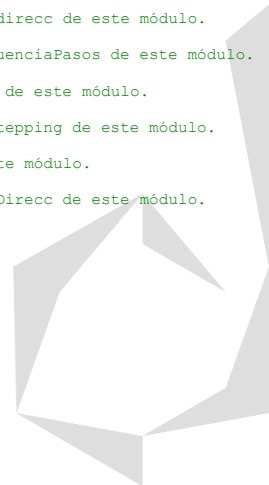 direcc de este módulo.
uenciaPasos de este módulo.
de este módulo.
tepping de este módulo.
te módulo.
Direcc de este módulo.